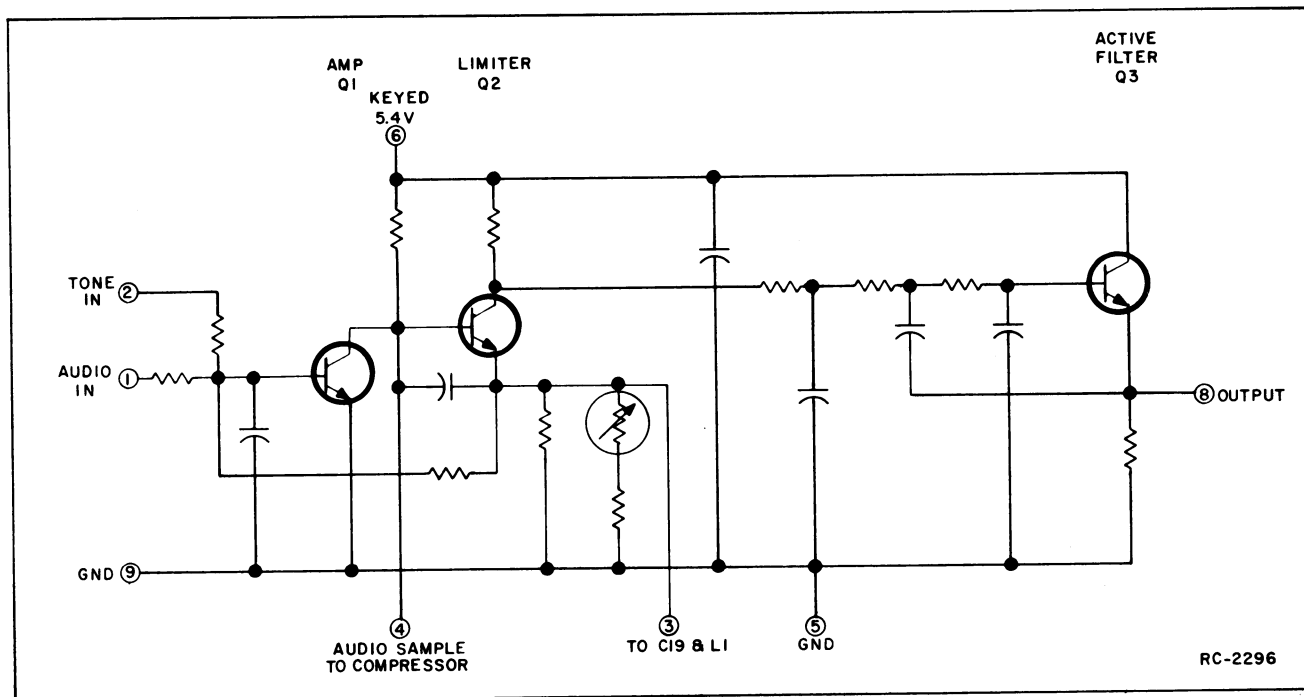 AMP
Q1
LIMITER
Q2
ACTIVE
FILTER
Q3
KEYED
5.4V
6
TONE
IN
2
AUDIO
IN
1
8 OUTPUT
GND 9
4
AUDIO SAMPLE
TO COMPRESSOR
3
TO C19 & L1
5
GND
RC-2296